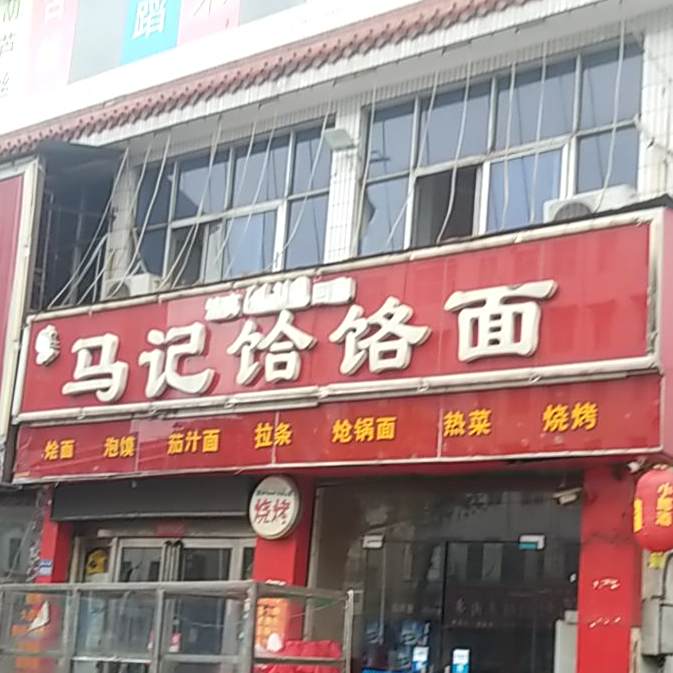 马记饸饹面
烩面 泡馍 茄汁面 拉条 炝锅面 热菜 烧烤
烧烤